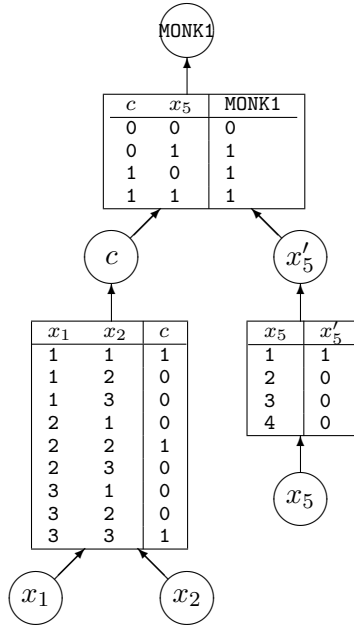 MONK1
c x5 MONK1
0 0 0
0 1 1
1 0 1
1 1 1
c
x5′
x1 x2 c
1 1 1
1 2 0
1 3 0
2 1 0
2 2 1
2 3 0
3 1 0
3 2 0
3 3 1
x5 x5′
1 1
2 0
3 0
4 0
x5
x1
x2